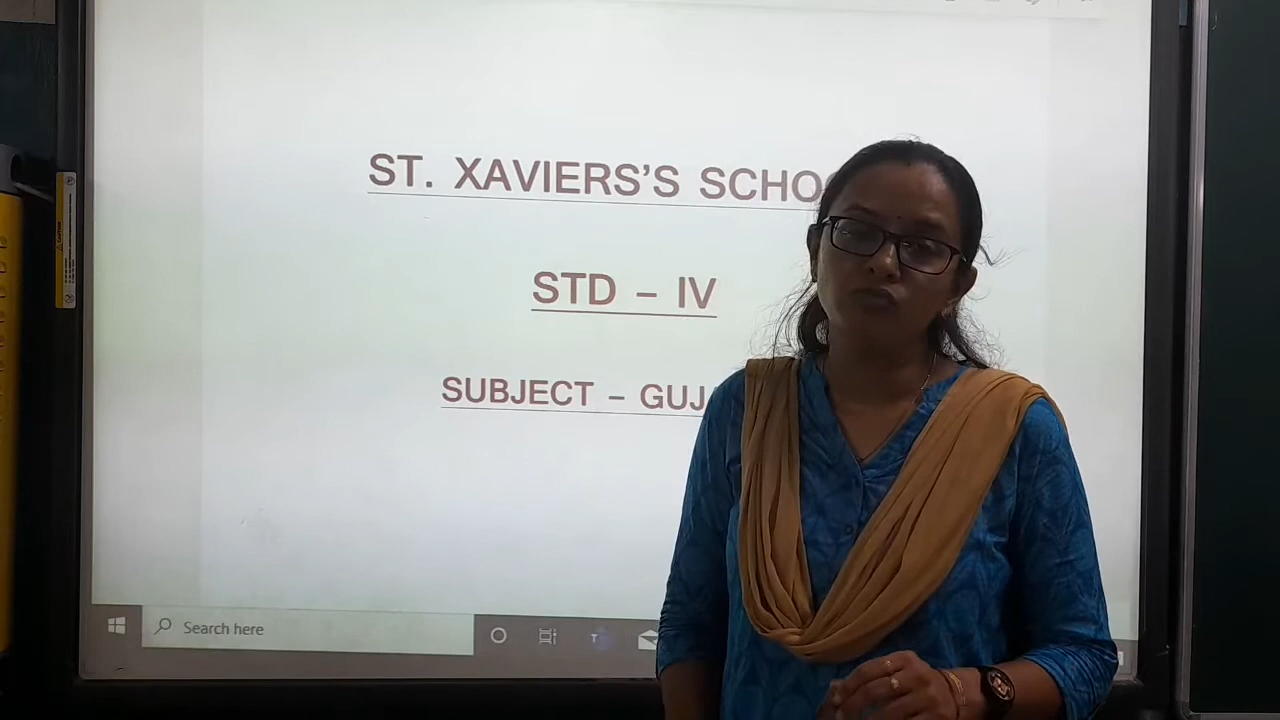 ST. XAVIERS'S SCHO
STD – IV
SUBJECT – GUJ
Search here